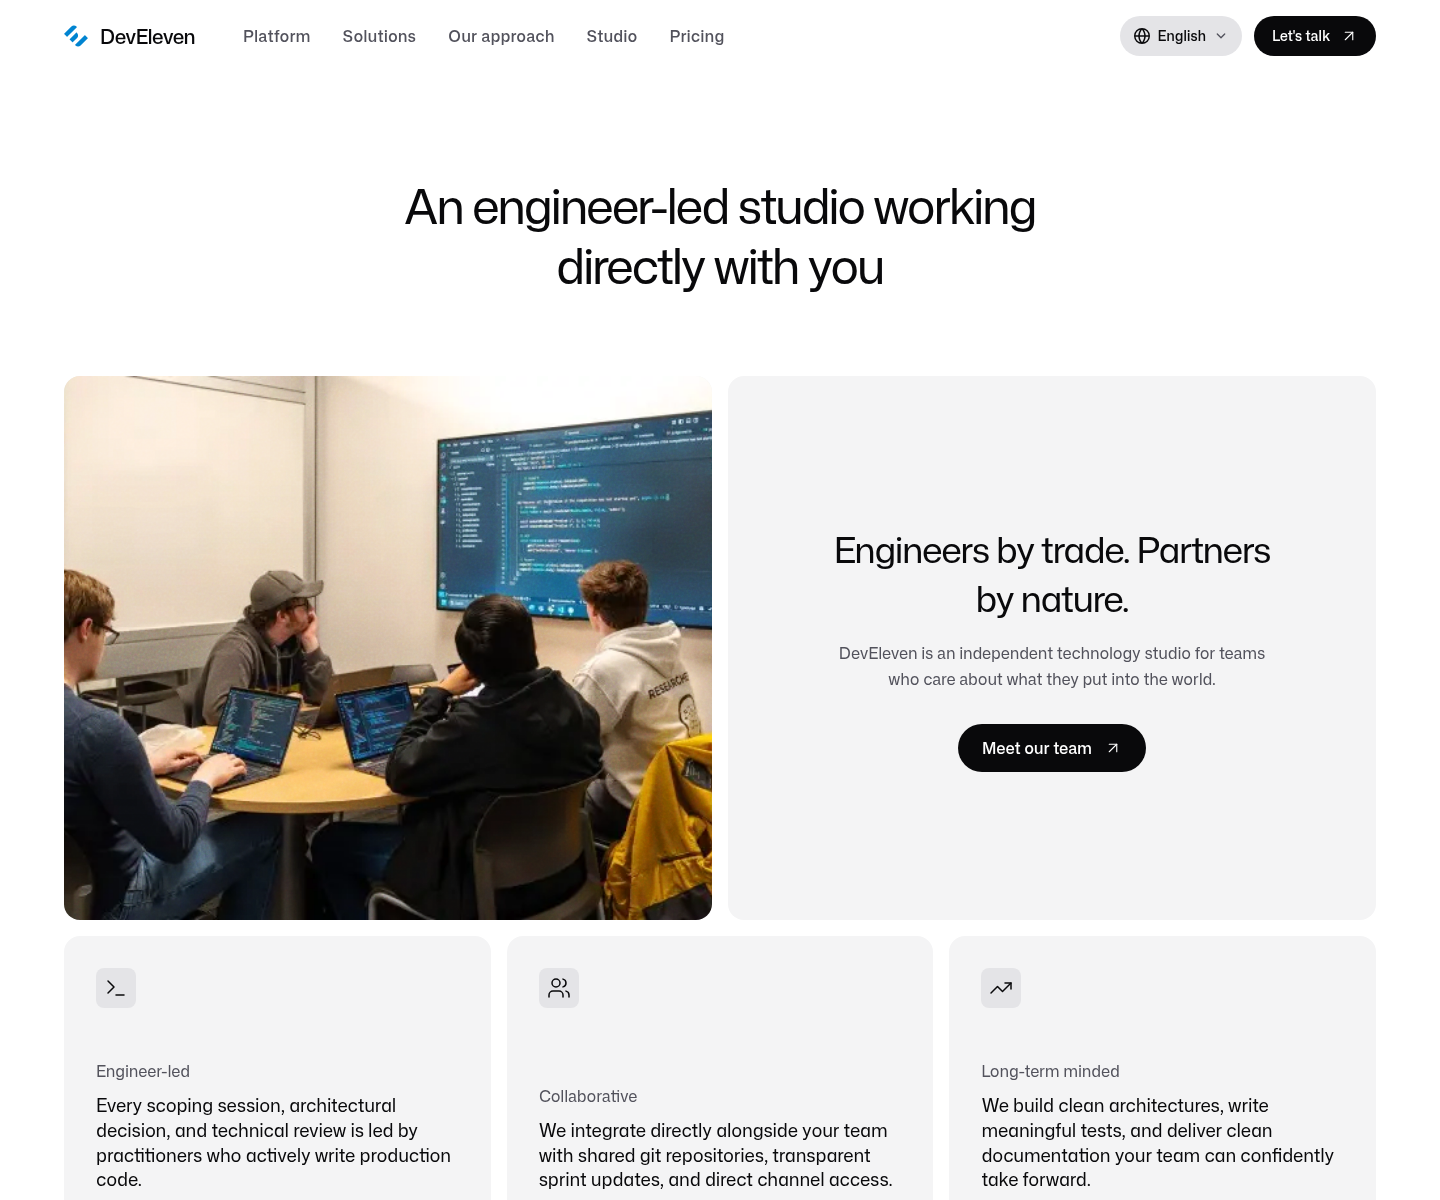 DevEleven
Platform
Solutions
Our approach
Studio
Pricing
English
Let's talk
An engineer-led studio working
directly with you
Engineers by trade. Partners
by nature.
DevEleven is an independent technology studio for teams
who care about what they put into the world.
Meet our team
Engineer-led
Every scoping session, architectural
decision, and technical review is led by
practitioners who actively write production
code.
Collaborative
We integrate directly alongside your team
with shared git repositories, transparent
sprint updates, and direct channel access.
Long-term minded
We build clean architectures, write
meaningful tests, and deliver clean
documentation your team can confidently
take forward.